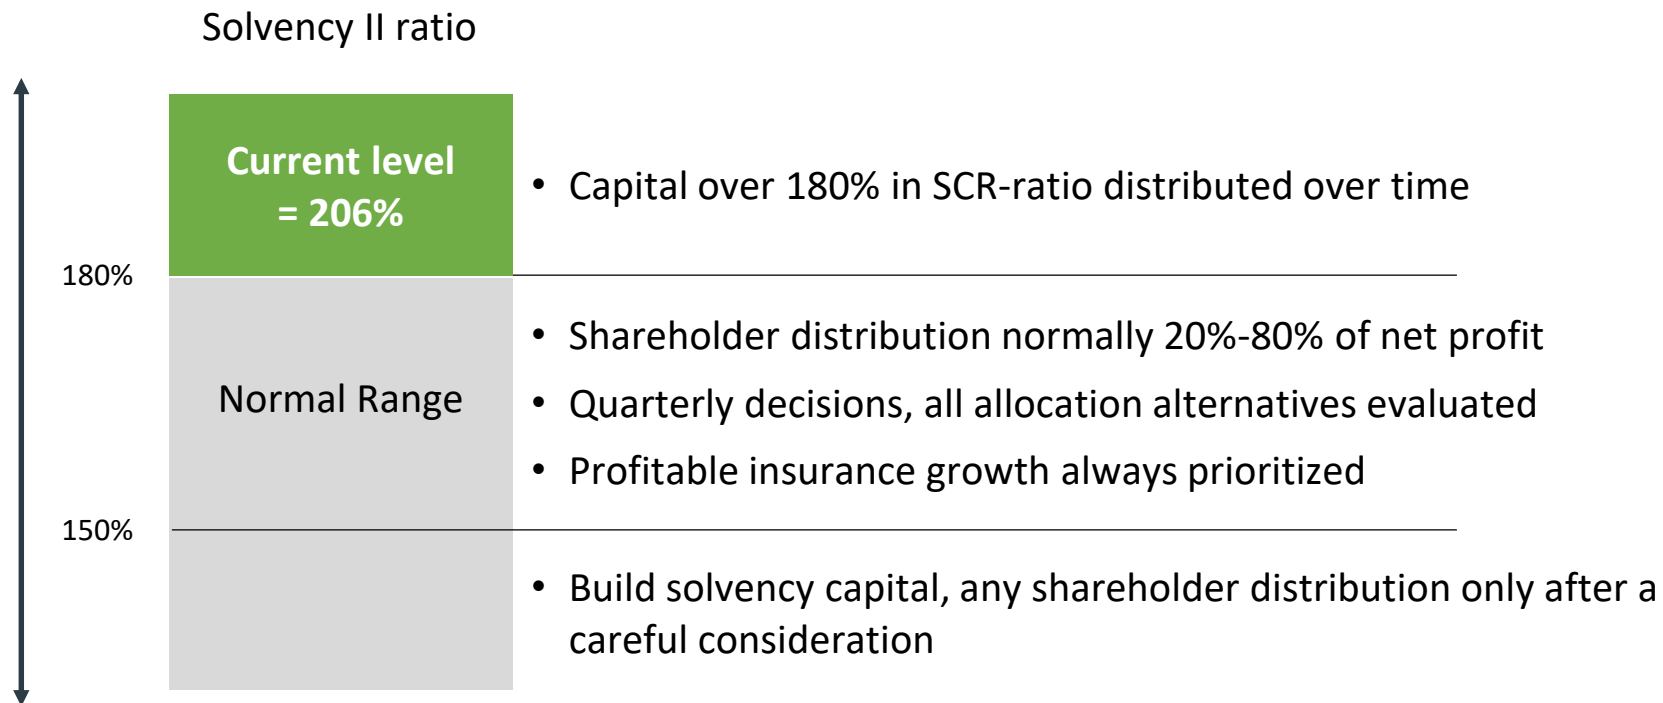 Solvency II ratio
Current level
= 206%
• Capital over 180% in SCR-ratio distributed over time
180%
• Shareholder distribution normally 20%-80% of net profit
Normal Range
• Quarterly decisions, all allocation alternatives evaluated
• Profitable insurance growth always prioritized
150%
• Build solvency capital, any shareholder distribution only after a
careful consideration